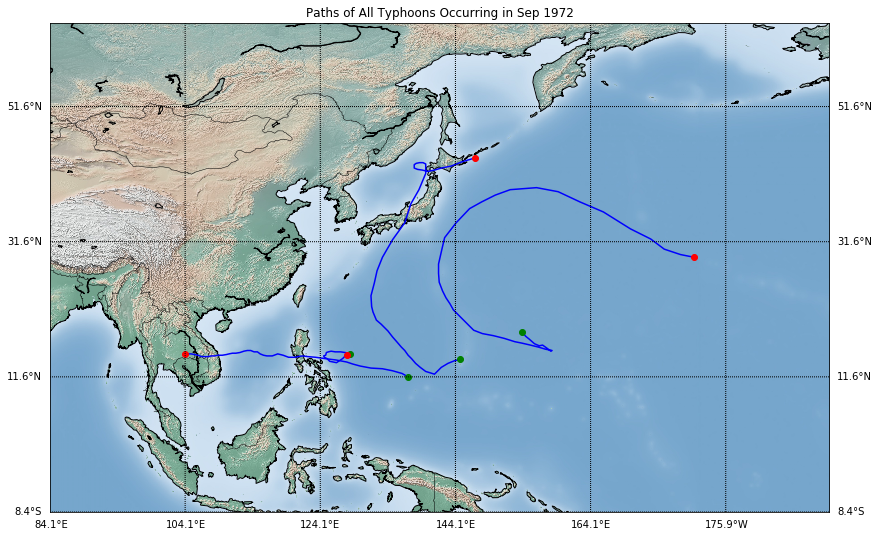 Paths of All Typhoons Occurring in Sep 1972
51.6°N 51.6°N
31.6°N 31.6°N
11.6°N 11.6°N
8.4°S 8.4°S
84.1°E 104.1°E 124.1°E 144.1°E 164.1°E 175.9°W